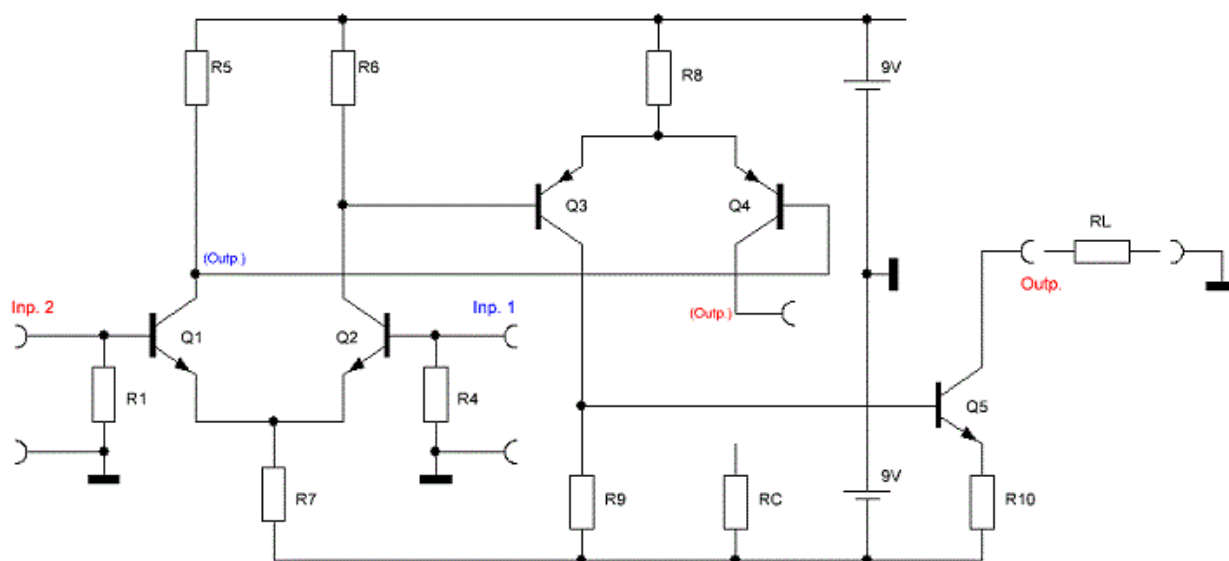 R5
R6
R8
9V
Q3
Q4
RL
(Outp.)
Outp.
Inp. 2
Inp. 1
(Outp.)
Q1
Q2
R1
R4
Q5
R7
R9
RC
9V
R10